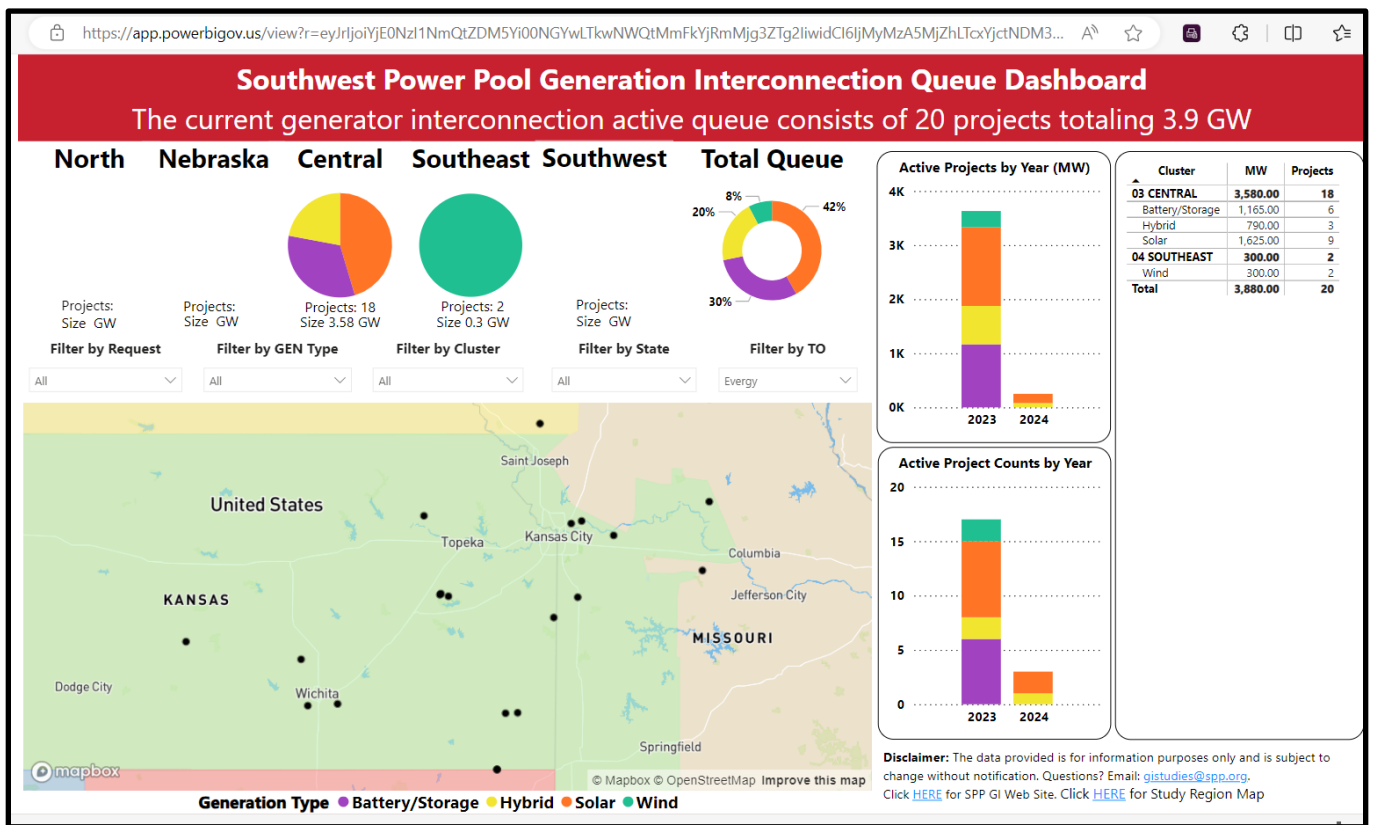 https://app.powerbigov.us/view?r=eyJrIjoiYjE0NzI1NmQtZDM5Yi00NGYwLTkwNWQtMmFkYjRmMjg3ZTg2IiwidCI6IjMyMzA5MjZhLTcxYjctNDM3...
Southwest Power Pool Generation Interconnection Queue Dashboard
The current generator interconnection active queue consists of 20 projects totaling 3.9 GW
North Nebraska Central Southeast Southwest Total Queue
8%
42%
20%
30%
Projects:
Size GW
Projects:
Size GW
Projects: 18
Size 3.58 GW
Projects: 2
Size 0.3 GW
Projects:
Size GW
Filter by Request Filter by GEN Type Filter by Cluster Filter by State Filter by TO
All All All All Evergy
Saint Joseph
United States
Topeka
Kansas City
Columbia
KANSAS
Jefferson City
MISSOURI
Dodge City
Wichita
Springfield
mapbox
© Mapbox © OpenStreetMap Improve this map
Generation Type Battery/Storage Hybrid Solar Wind
Active Projects by Year (MW)
4K
3K
2K
1K
0K
2023 2024
Active Project Counts by Year
20
15
10
5
0
2023 2024
Cluster MW Projects
03 CENTRAL 3,580.00 18
Battery/Storage 1,165.00 6
Hybrid 790.00 3
Solar 1,625.00 9
04 SOUTHEAST 300.00 2
Wind 300.00 2
Total 3,880.00 20
Disclaimer: The data provided is for information purposes only and is subject to
change without notification. Questions? Email: gistudies@spp.org.
Click HERE for SPP GI Web Site. Click HERE for Study Region Map